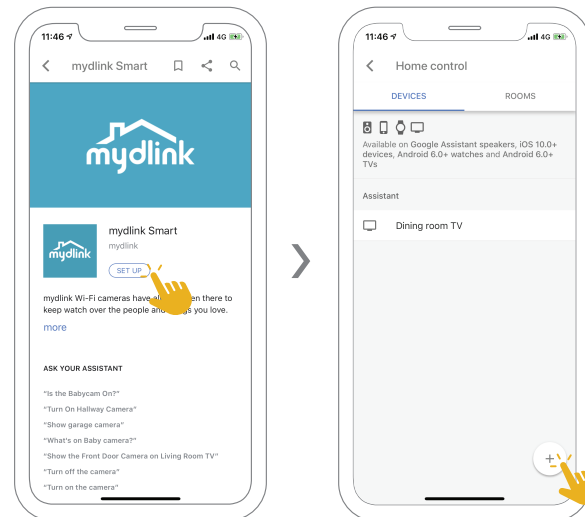 11:46
4G
mydlink Smart
mydlink
mydlink
mydlink Smart
mydlink
SET UP
mydlink Wi-Fi cameras have en there to
keep watch over the people and gs you love.
more
ASK YOUR ASSISTANT
"Is the Babycam On?"
"Turn On Hallway Camera"
"Show garage camera"
"What's on Baby camera?"
"Show the Front Door Camera on Living Room TV"
"Turn off the camera"
"Turn on the camera"
11:46
4G
Home control
DEVICES ROOMS
Available on Google Assistant speakers, iOS 10.0+
devices, Android 6.0+ watches and Android 6.0+
TVs
Assistant
Dining room TV
+